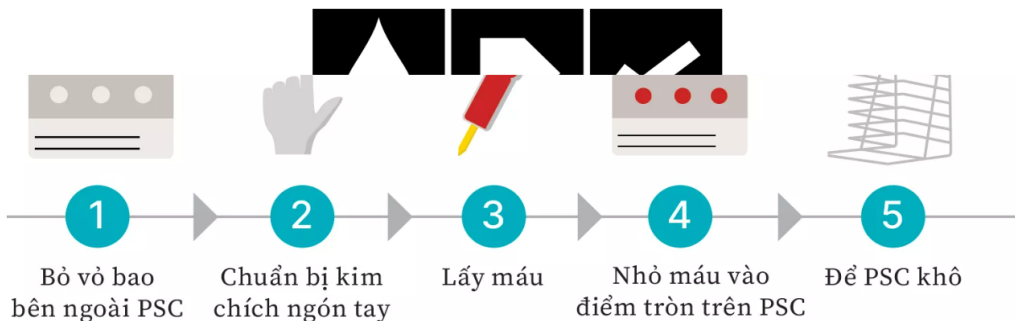 1
2
3
4
5
Bỏ vỏ bao
bên ngoài PSC
Chuẩn bị kim
chích ngón tay
Lấy máu
Nhỏ máu vào
điểm tròn trên PSC
Để PSC khô